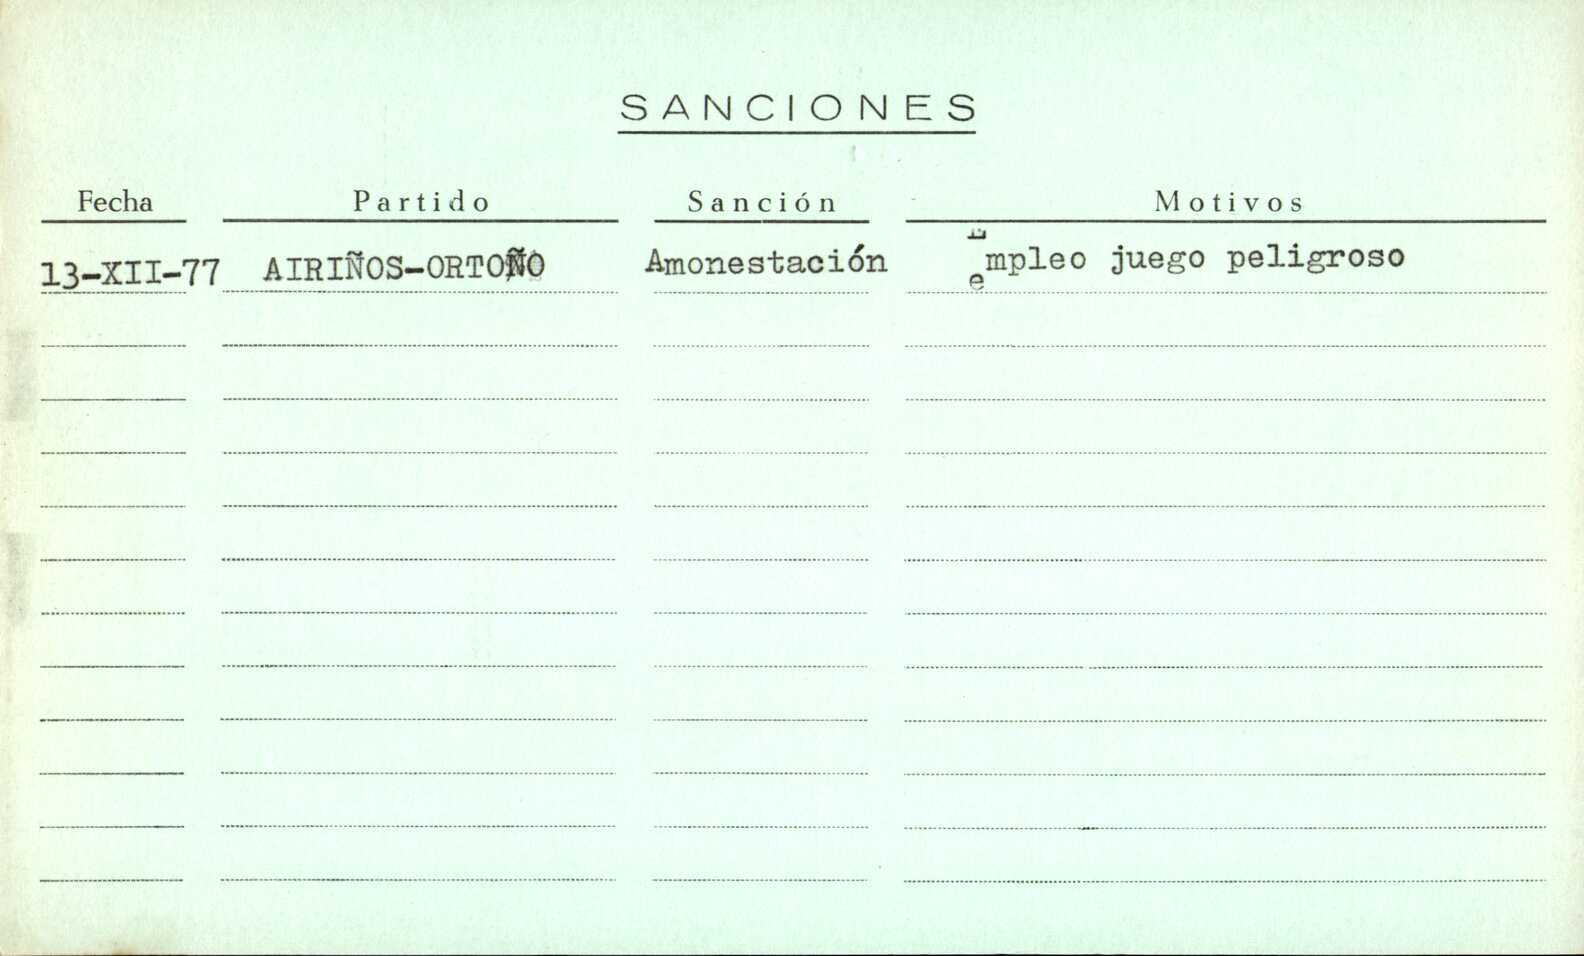 SANCIONES
Fecha Partido Sanción Motivos
13-XII-77 AIRIÑOS-ORTOÑO Amonestación Empleo juego peligroso